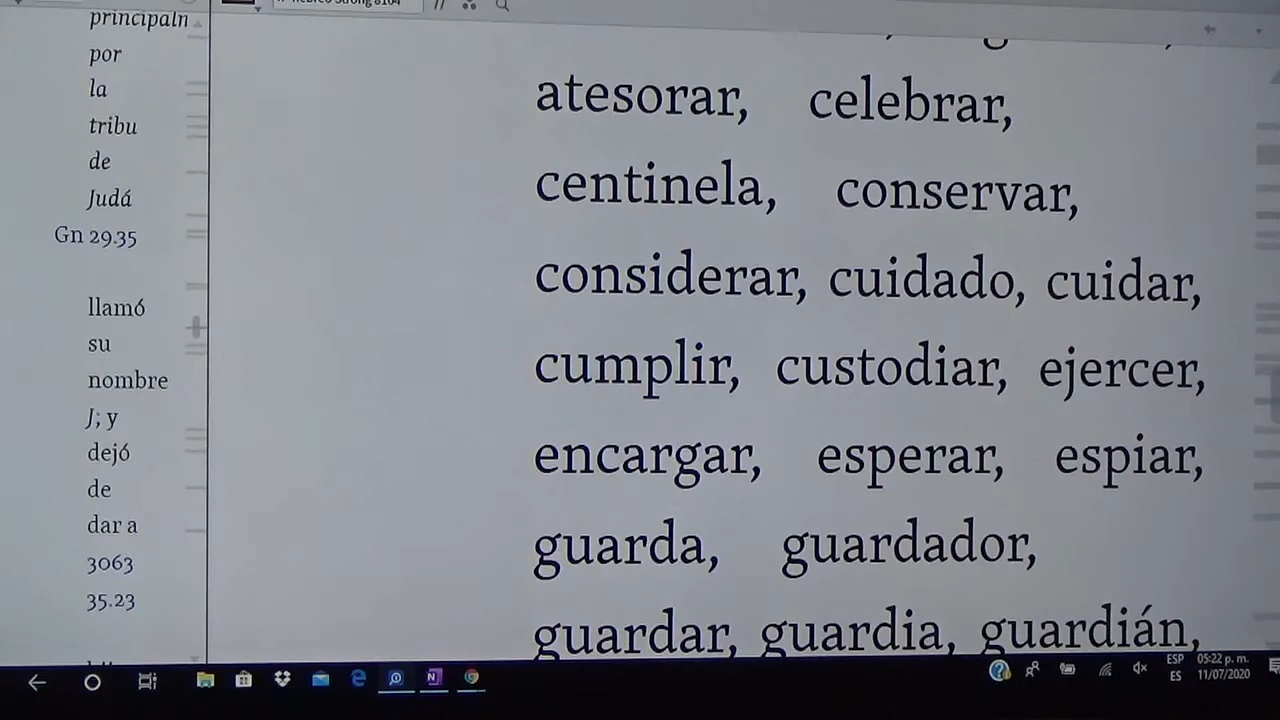 principaln
por
la
tribu
de
Judá
Gn 29.35
llamó
su
nombre
J; y
dejó
de
dar a
3063
35.23
atesorar, celebrar,
centinela, conservar,
considerar, cuidado, cuidar,
cumplir, custodiar, ejercer,
encargar, esperar, espiar,
guarda, guardador,
guardar, guardia, guardián,
ESP
ES
05:22 p. m.
11/07/2020